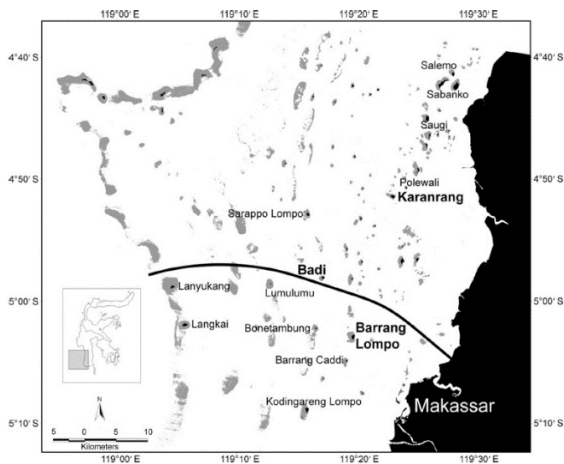 119°00' E
119°10' E
119°20' E
119°30' E
4°40' S
4°40' S
Salemo
Sabanko
Saugi
4°50' S
4°50' S
Polewali
Karanrang
Sarappo Lompo
Badi
Lanyukang
Lumulumu
5°00' S
5°00' S
Langkai
Bonetambung
Barrang
Lompo
Barrang Caddi
Kodingareng Lompo
Makassar
N
5°10' S
5°10' S
5 0 5 10
Kilometers
119°00' E
119°10' E
119°20' E
119°30' E